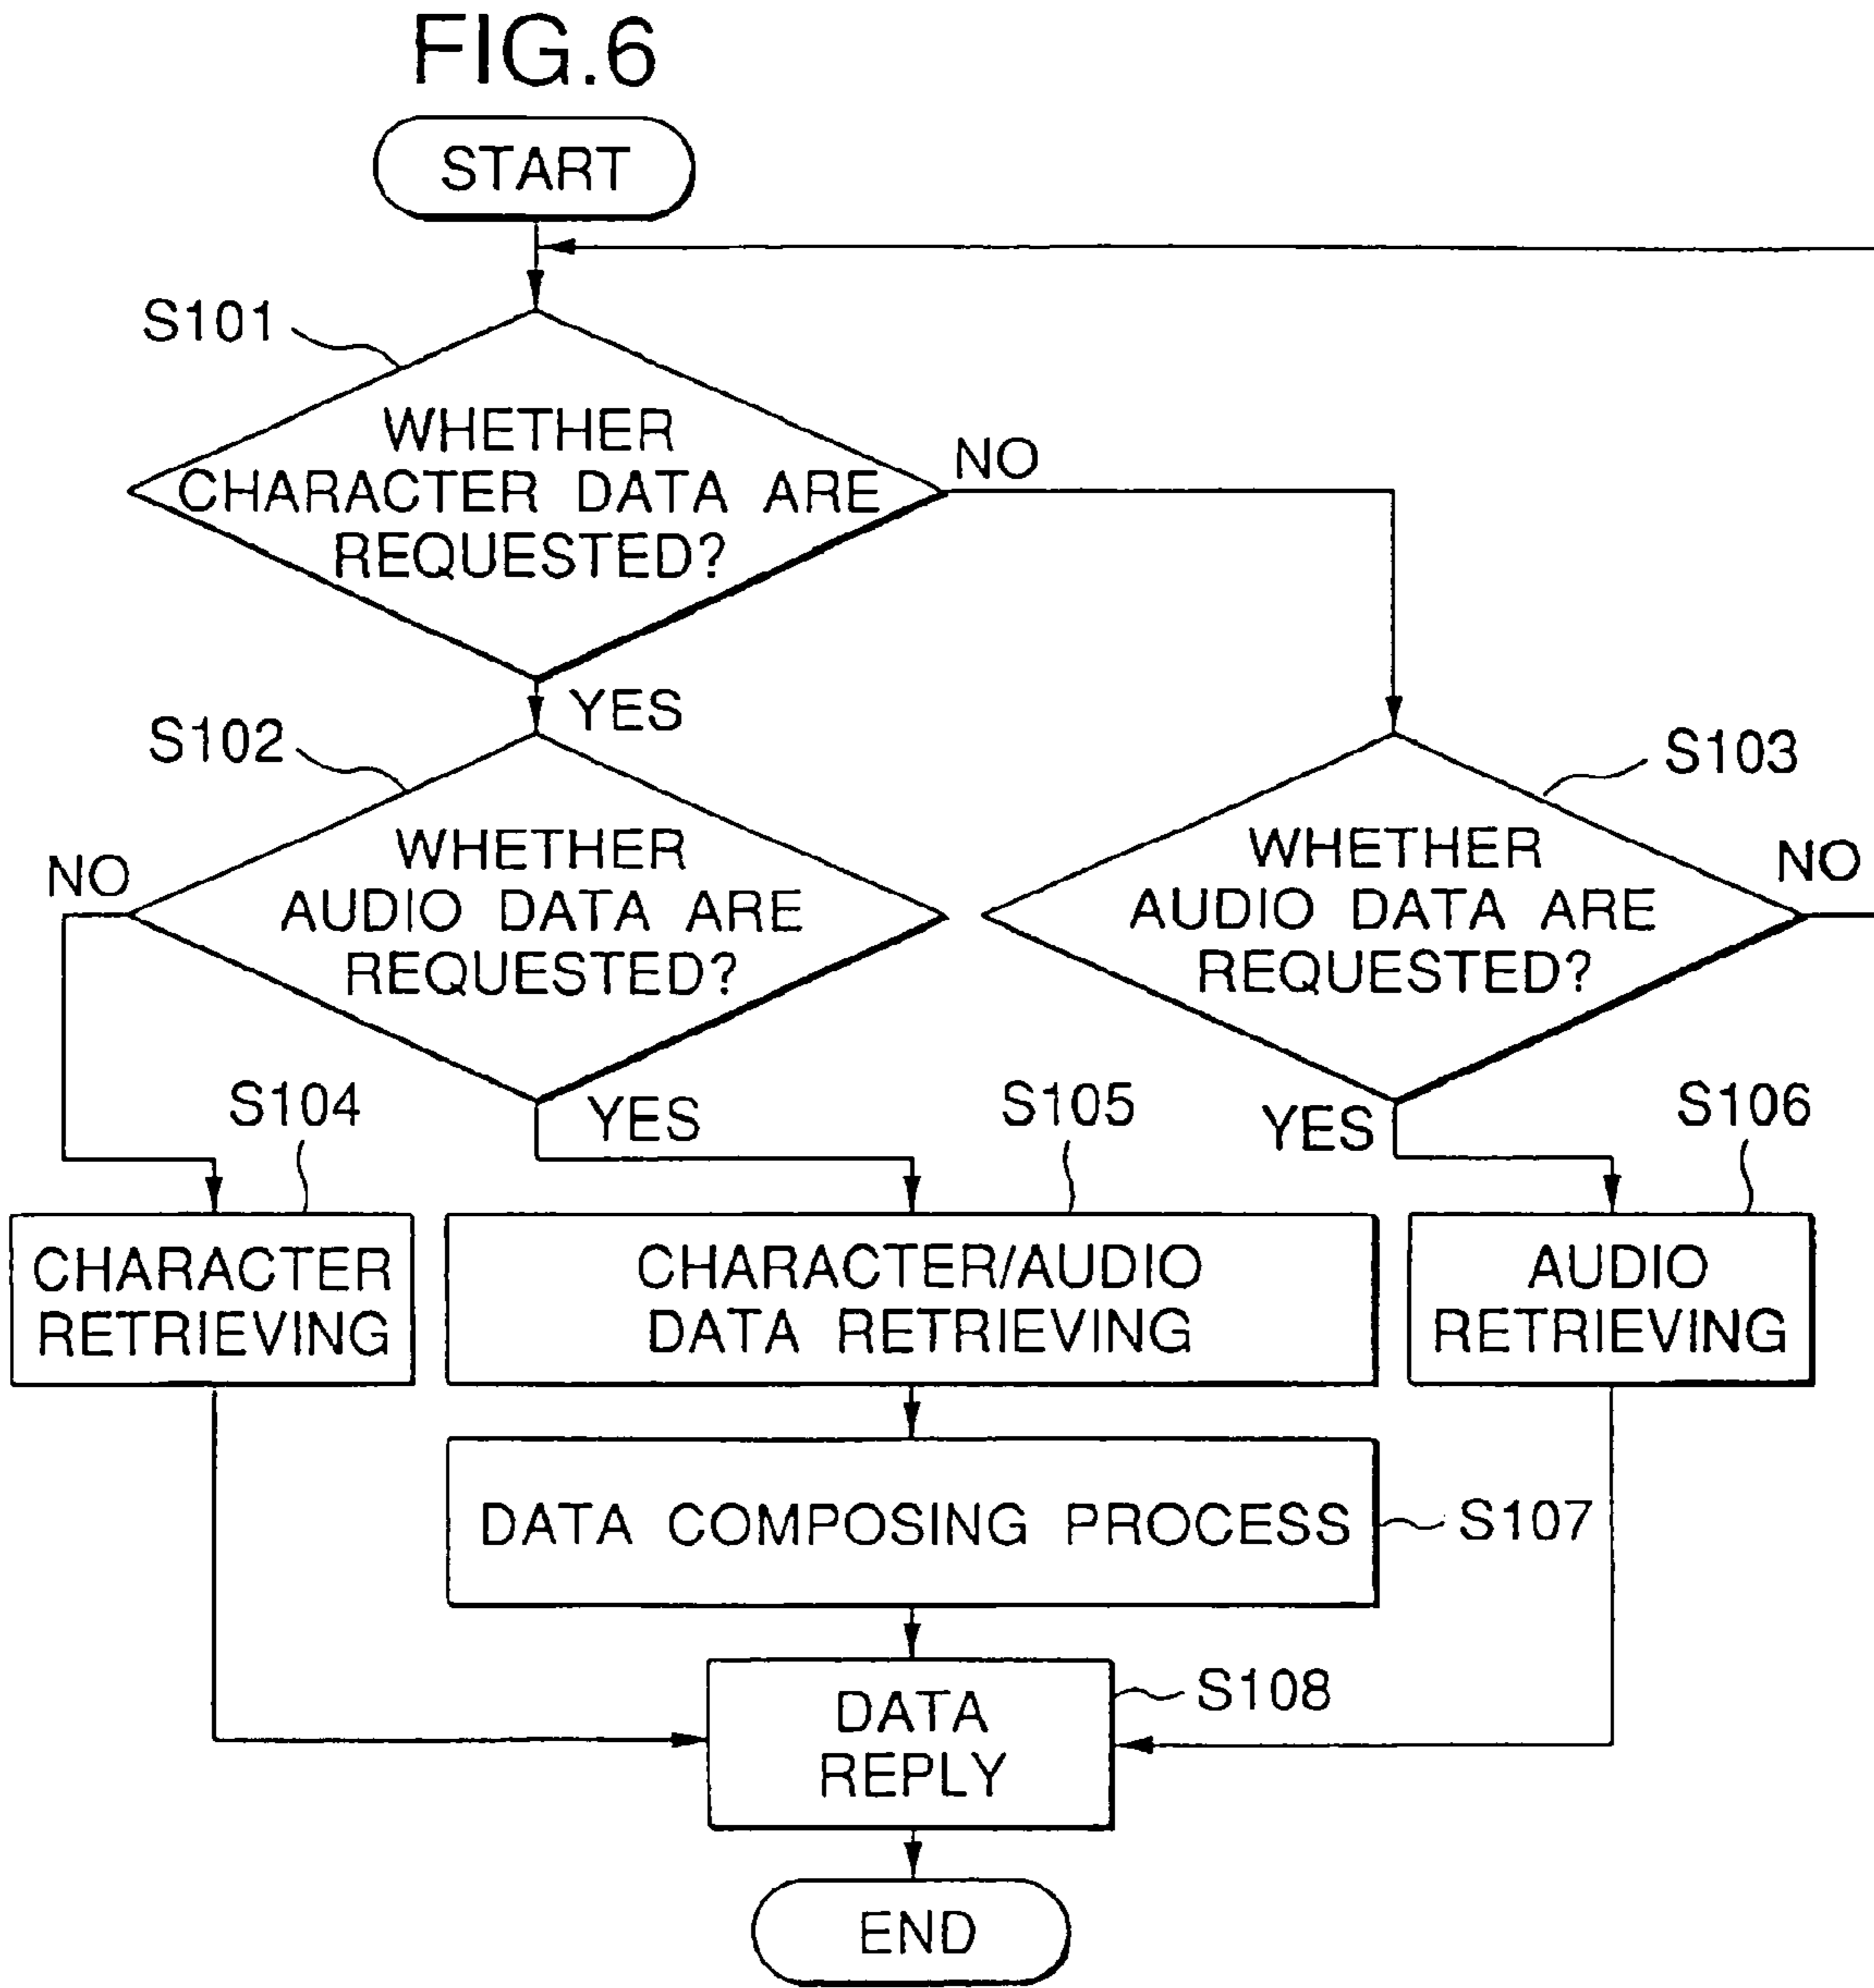 FIG.6
START
S101
WHETHER
CHARACTER DATA ARE
REQUESTED?
NO
YES
S102
S103
WHETHER
AUDIO DATA ARE
REQUESTED?
NO
WHETHER
AUDIO DATA ARE
REQUESTED?
NO
S104
YES
S105
YES
S106
CHARACTER
RETRIEVING
CHARACTER/AUDIO
DATA RETRIEVING
AUDIO
RETRIEVING
DATA COMPOSING PROCESS
S107
DATA
REPLY
S108
END